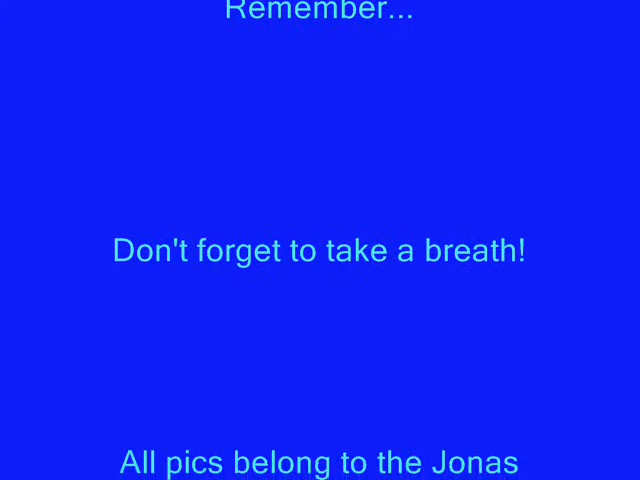 Remember...
Don't forget to take a breath!
All pics belong to the Jonas